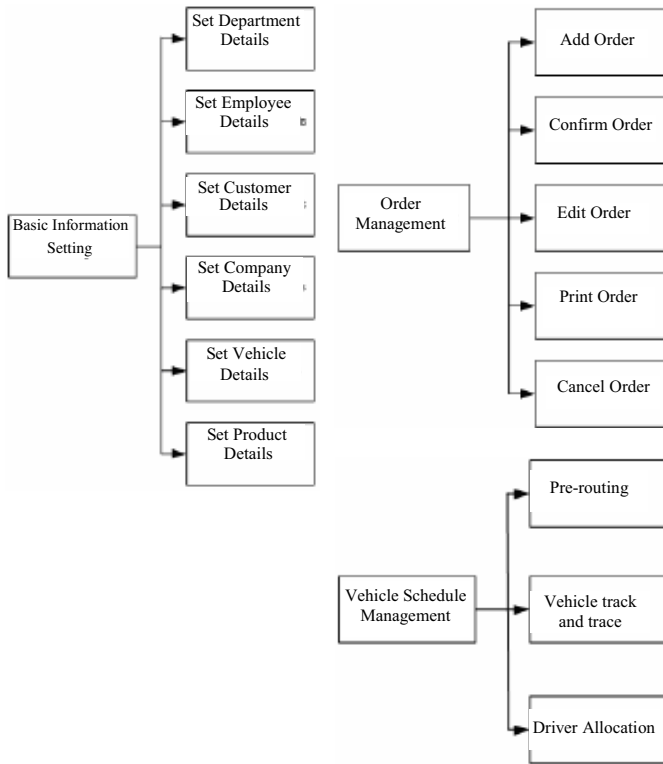 Set Department
Details
Set Employee
Details
Set Customer
Details
Basic Information
Setting
Set Company
Details
Set Vehicle
Details
Set Product
Details
Add Order
Confirm Order
Order
Management
Edit Order
Print Order
Cancel Order
Pre-routing
Vehicle Schedule
Management
Vehicle track
and trace
Driver Allocation